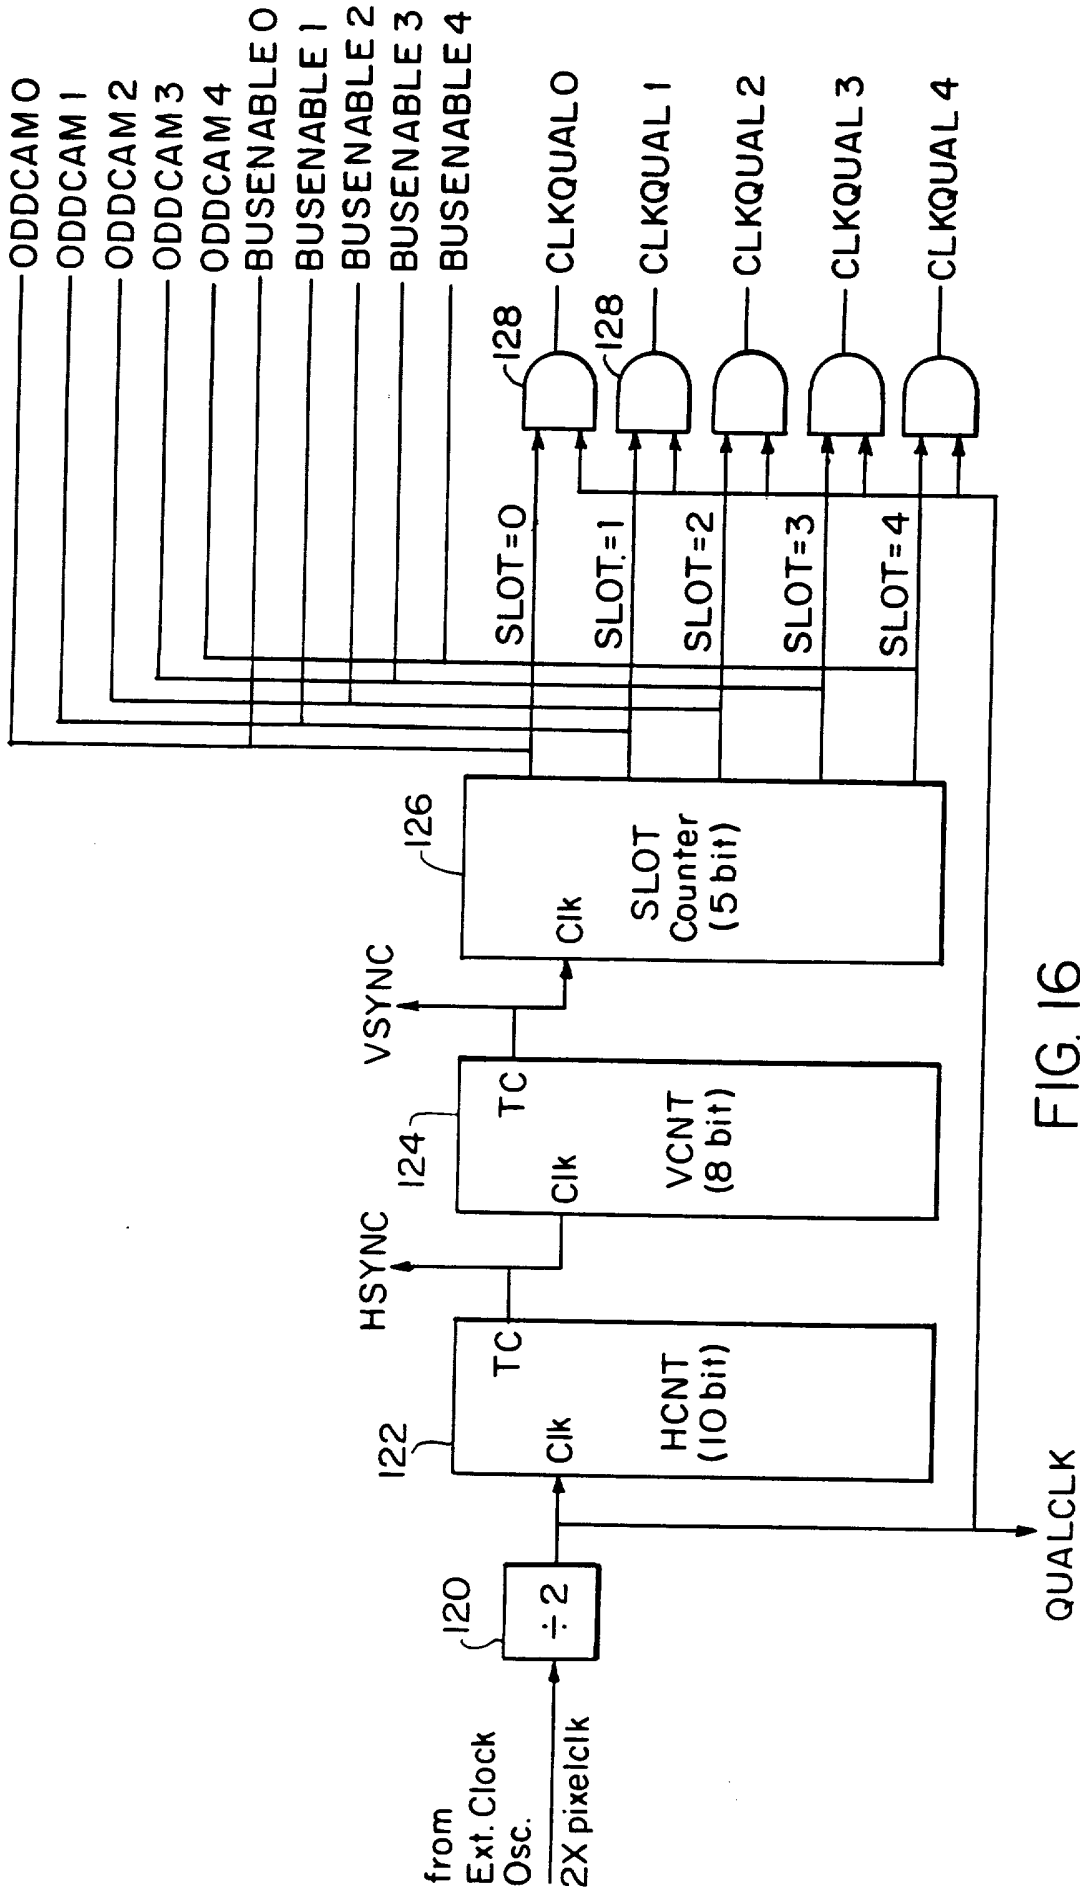 ODDCAM 0
ODDCAM 1
ODDCAM 2
ODDCAM 3
ODDCAM 4
BUSENABLE 0
BUSENABLE 1
BUSENABLE 2
BUSENABLE 3
BUSENABLE 4
from
Ext. Clock
Osc.
2X pixelclk
120
÷2
QUALCLK
122
Clk
TC
HCNT
(10 bit)
HSYNC
124
Clk
TC
VCNT
(8 bit)
VSYNC
126
Clk
SLOT
Counter
(5 bit)
SLOT=0
SLOT=1
SLOT=2
SLOT=3
SLOT=4
128
128
CLKQUAL 0
CLKQUAL 1
CLKQUAL 2
CLKQUAL 3
CLKQUAL 4
FIG. 16